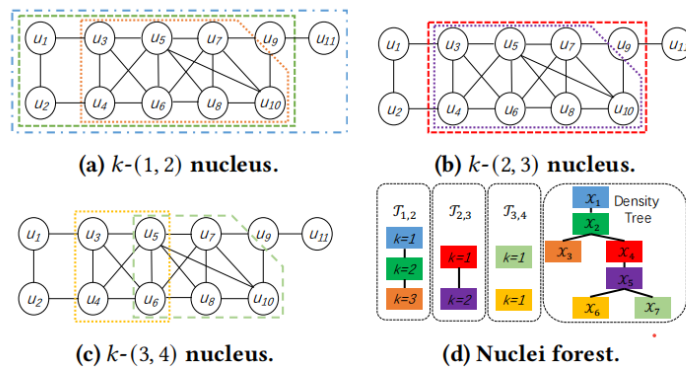 u1 u3 u5 u7 u9 u11
u2 u4 u6 u8 u10
(a) k-(1, 2) nucleus.
u1 u3 u5 u7 u9
u2 u4 u6 u8 u10
(b) k-(2, 3) nucleus.
u1 u3 u5 u7 u9 u11
u2 u4 u6 u8 u10
(c) k-(3, 4) nucleus.
𝒯1,2 𝒯2,3 𝒯3,4
k=1 k=1 k=1
k=2
k=3 k=2 k=1
Density
Tree
x1
x2
x3 x4
x5
x6 x7
(d) Nuclei forest.